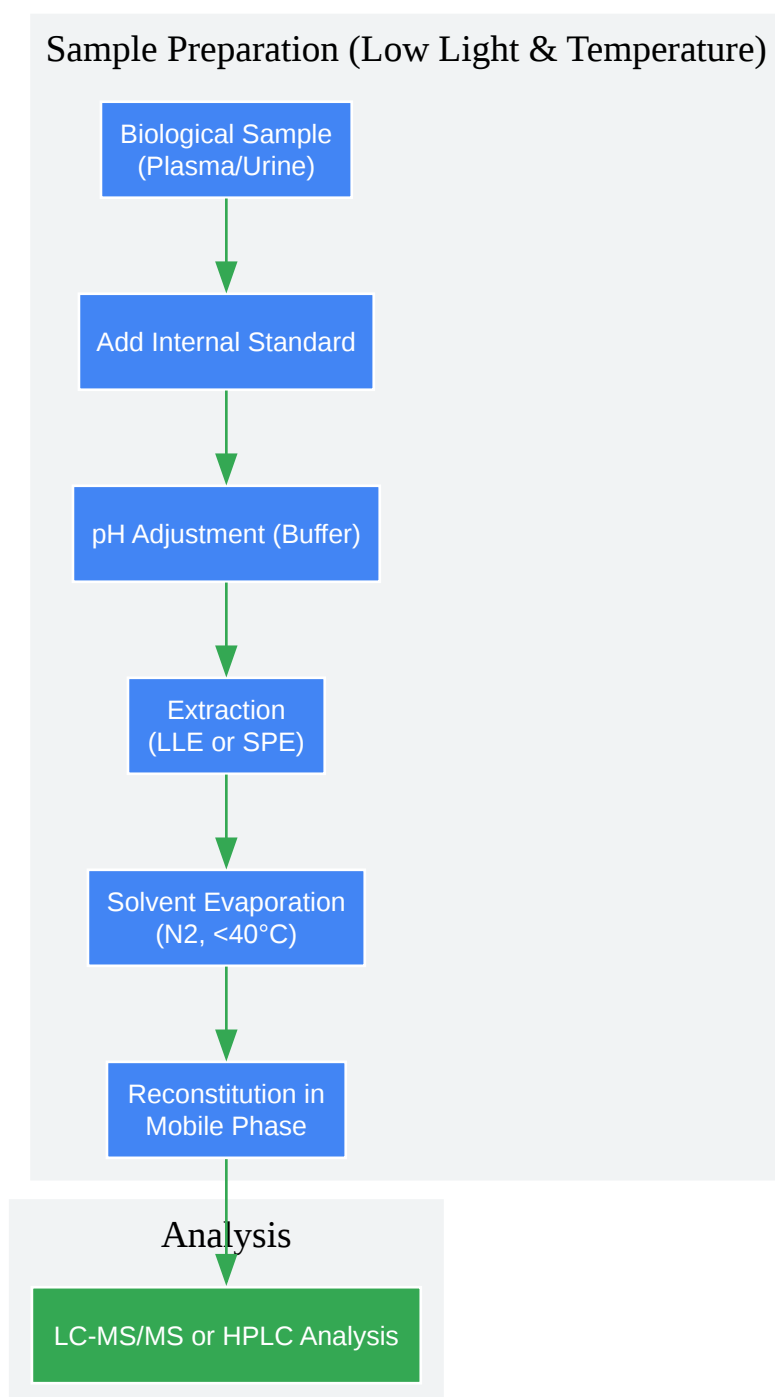 Sample Preparation (Low Light & Temperature)
Biological Sample
(Plasma/Urine)
Add Internal Standard
pH Adjustment (Buffer)
Extraction
(LLE or SPE)
Solvent Evaporation
(N2, <40°C)
Reconstitution in
Mobile Phase
Analysis
LC-MS/MS or HPLC Analysis